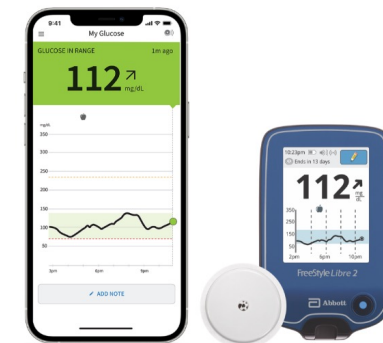 9:41
My Glucose
GLUCOSE IN RANGE
1m ago
112
mg/dL
mg/dL
350
300
250
200
150
100
50
3pm
6pm
9pm
ADD NOTE
10:23pm
Ends in 13 days
112
mg
dL
350
250
150
50
2pm
6pm
10pm
FreeStyle Libre 2
Abbott